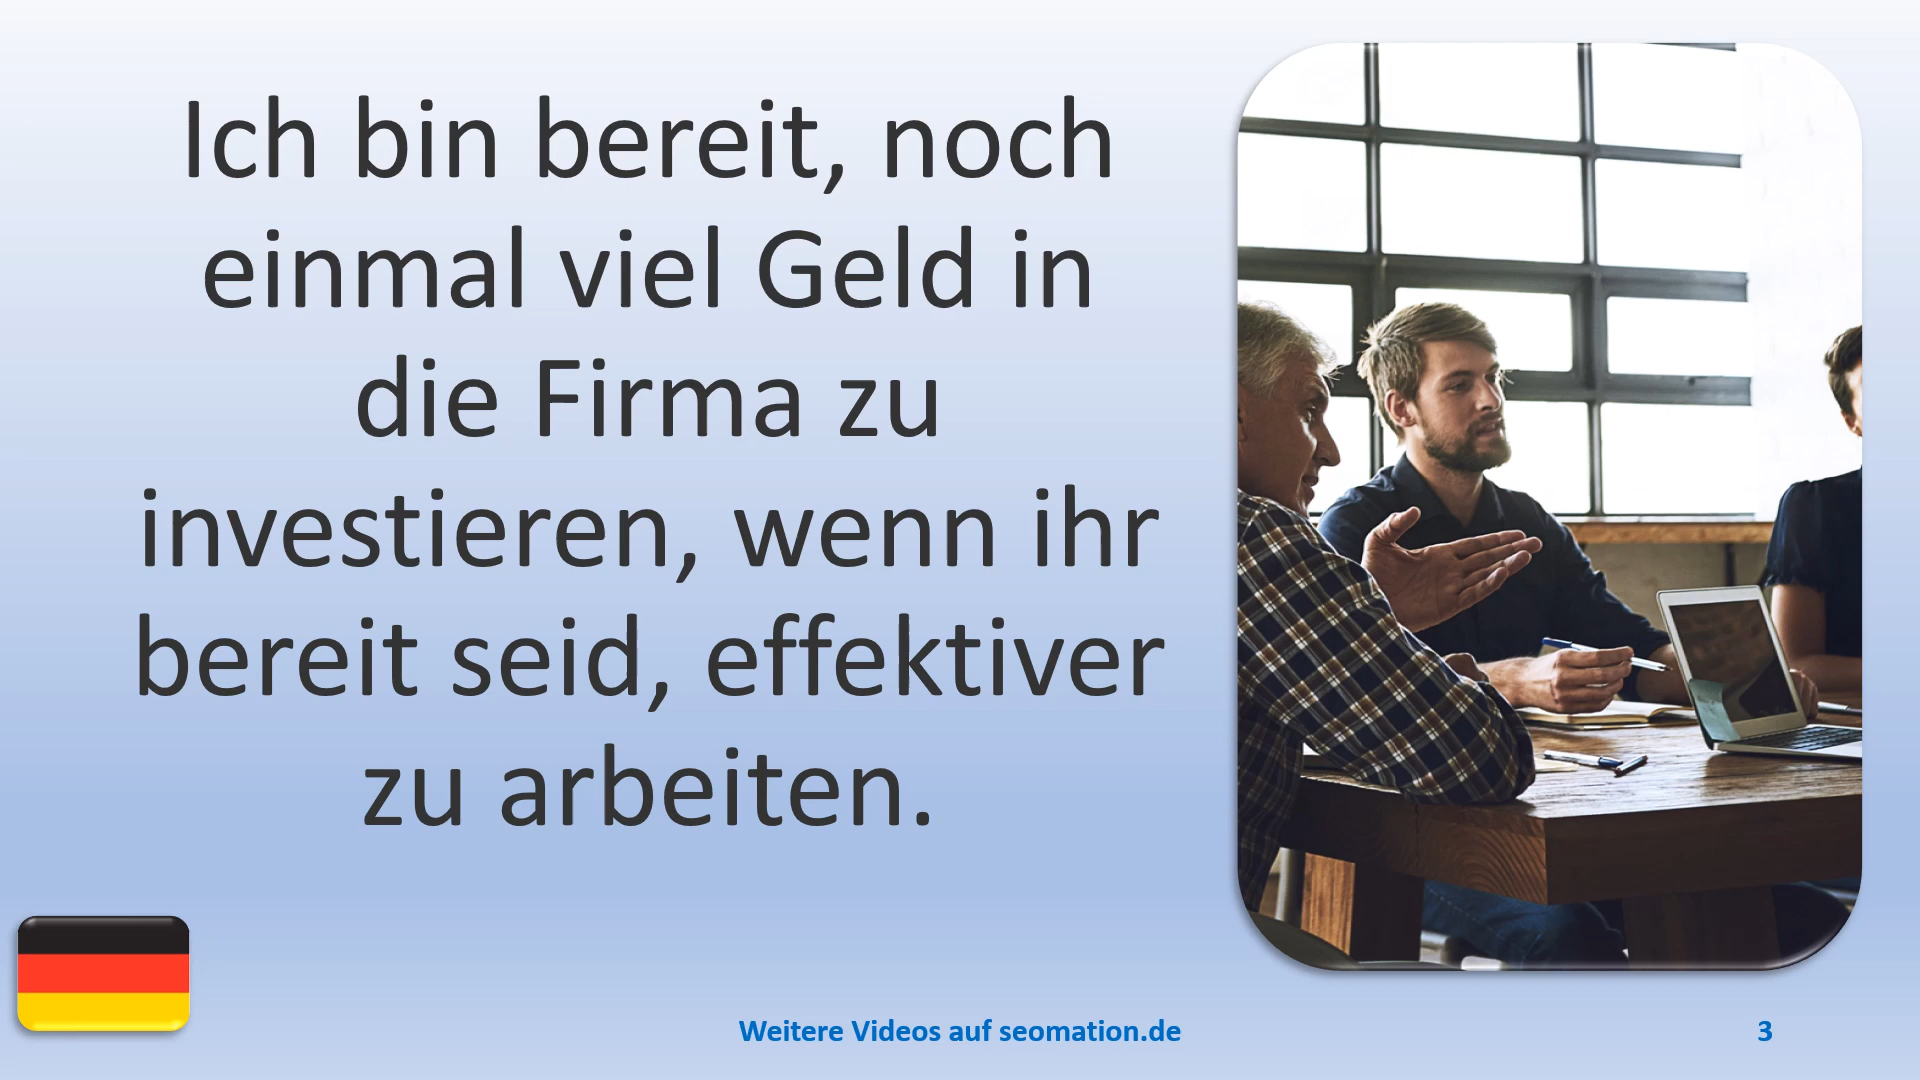 Ich bin bereit, noch
einmal viel Geld in
die Firma zu
investieren, wenn ihr
bereit seid, effektiver
zu arbeiten.
Weitere Videos auf seomation.de
3